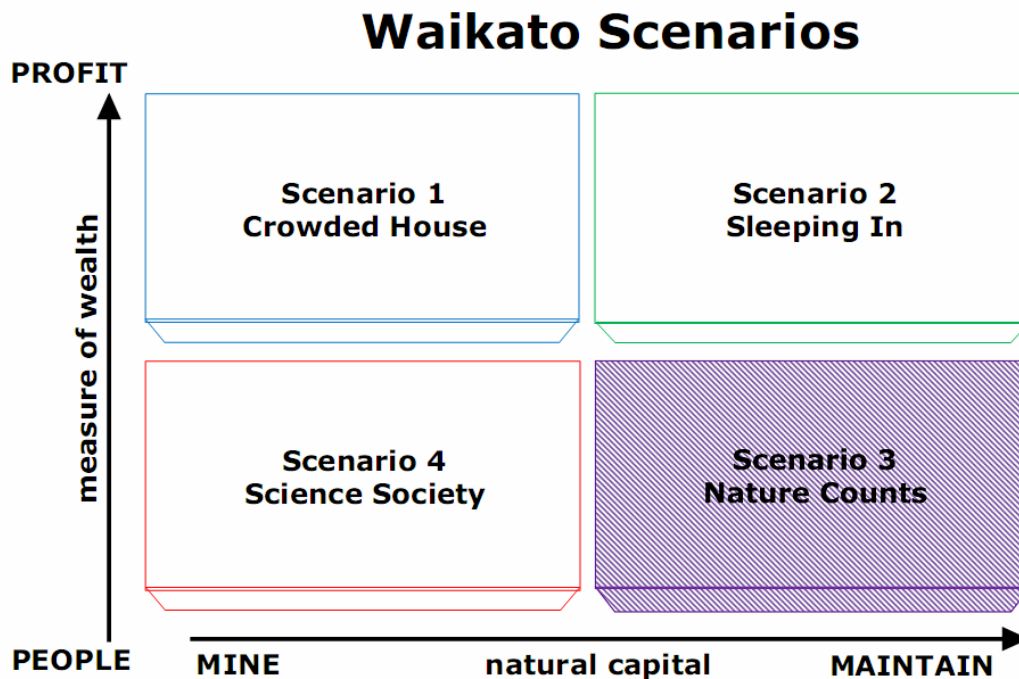 Waikato Scenarios
PROFIT
measure of wealth
Scenario 1
Crowded House
Scenario 2
Sleeping In
Scenario 4
Science Society
Scenario 3
Nature Counts
PEOPLE
MINE
natural capital
MAINTAIN